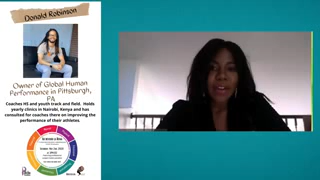 Donald Robinson
Owner of Global Human
Performance in Pittsburgh,
PA
Coaches HS and youth track and field. Holds
yearly clinics in Nairobi, Kenya and has
consulted for coaches there on improving the
performance of their athletes.